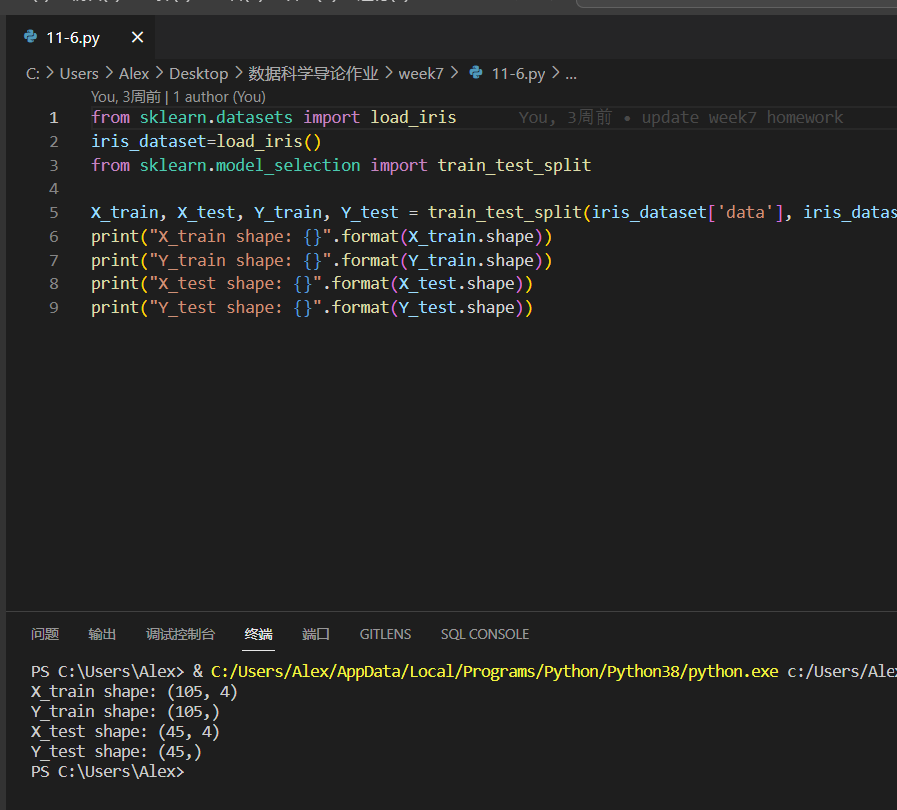 11-6.py
C: > Users > Alex > Desktop > 数据科学导论作业 > week7 > 11-6.py > ...
You, 3周前 | 1 author (You)
1 from sklearn.datasets import load_iris You, 3周前 • update week7 homework
2 iris_dataset=load_iris()
3 from sklearn.model_selection import train_test_split
4
5 X_train, X_test, Y_train, Y_test = train_test_split(iris_dataset['data'], iris_datas
6 print("X_train shape: {}".format(X_train.shape))
7 print("Y_train shape: {}".format(Y_train.shape))
8 print("X_test shape: {}".format(X_test.shape))
9 print("Y_test shape: {}".format(Y_test.shape))
问题 输出 调试控制台 终端 端口 GITLENS SQL CONSOLE
PS C:\Users\Alex> & C:/Users/Alex/AppData/Local/Programs/Python/Python38/python.exe c:/Users/Alex
X_train shape: (105, 4)
Y_train shape: (105,)
X_test shape: (45, 4)
Y_test shape: (45,)
PS C:\Users\Alex>